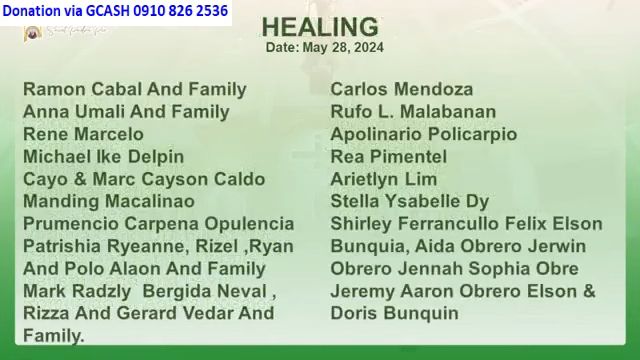 Donation via GCASH 0910 826 2536
HEALING
Date: May 28, 2024
Ramon Cabal And Family
Anna Umali And Family
Rene Marcelo
Michael Ike Delpin
Cayo & Marc Cayson Caldo
Manding Macalinao
Prumencio Carpena Opulencia
Patrishia Ryeanne, Rizel ,Ryan
And Polo Alaon And Family
Mark Radzly Bergida Neval ,
Rizza And Gerard Vedar And
Family.
Carlos Mendoza
Rufo L. Malabanan
Apolinario Policarpio
Rea Pimentel
Arietlyn Lim
Stella Ysabelle Dy
Shirley Ferrancullo Felix Elson
Bunquia, Aida Obrero Jerwin
Obrero Jennah Sophia Obre
Jeremy Aaron Obrero Elson &
Doris Bunquin